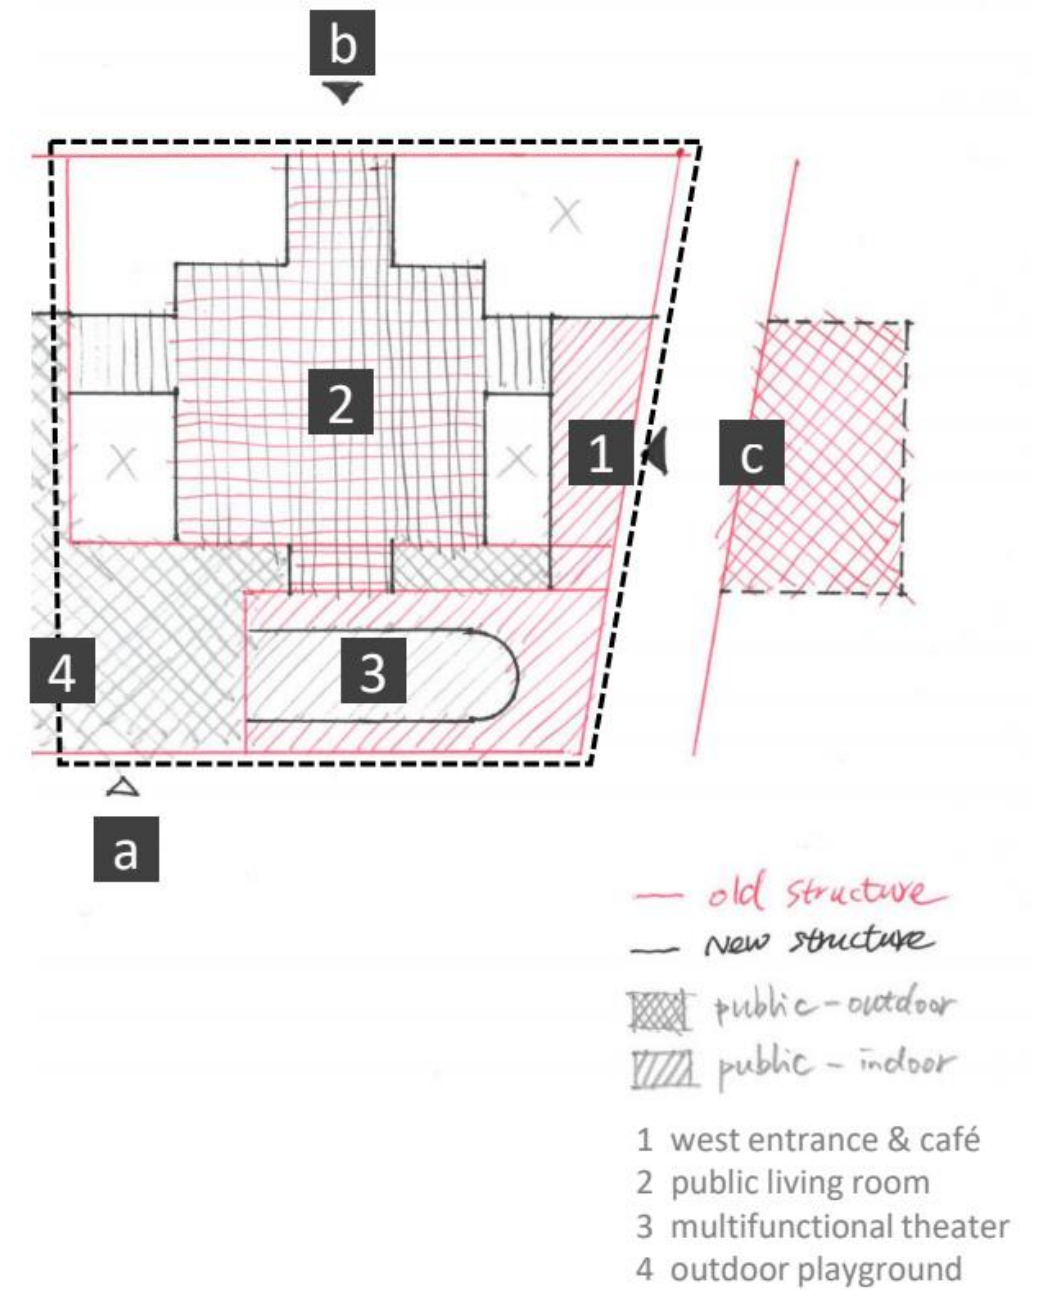 b
2
1
c
3
4
a
old structure
New structure
public-outdoor
public - indoor
1 west entrance & café
2 public living room
3 multifunctional theater
4 outdoor playground